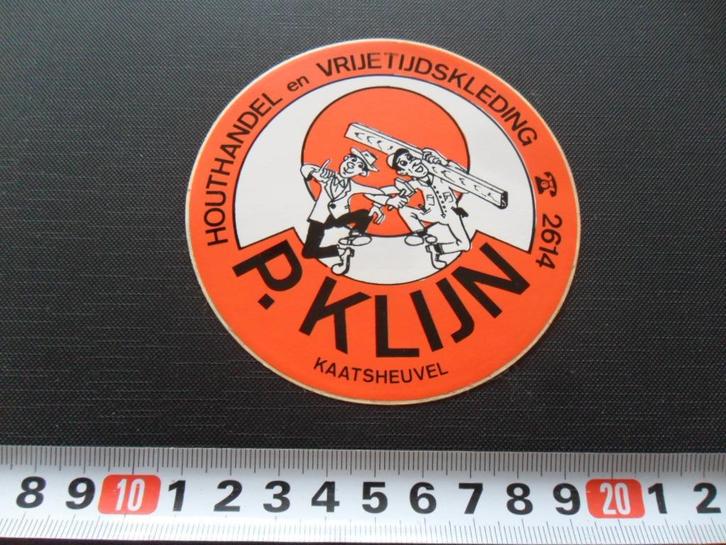 HOUTHANDEL en VRIJETIJDSKLEDING ☎ 2614
P. KLIJN
KAATSHEUVEL
8 9 10 1 2 3 4 5 6 7 8 9 20 1 2